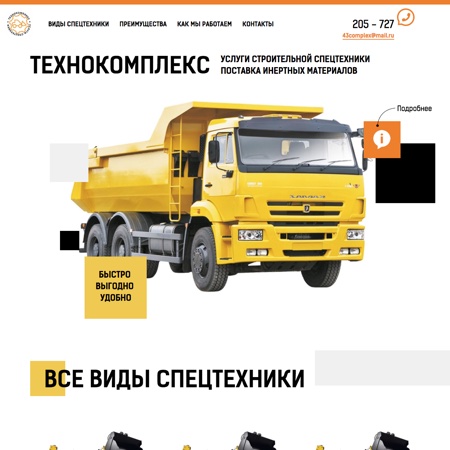 ВИДЫ СПЕЦТЕХНИКИ ПРЕИМУЩЕСТВА КАК МЫ РАБОТАЕМ КОНТАКТЫ
205 - 727
43complex@mail.ru
ТЕХНОКОМПЛЕКС
УСЛУГИ СТРОИТЕЛЬНОЙ СПЕЦТЕХНИКИ
ПОСТАВКА ИНЕРТНЫХ МАТЕРИАЛОВ
Подробнее
КАМАЗ
БЫСТРО
ВЫГОДНО
УДОБНО
ВСЕ ВИДЫ СПЕЦТЕХНИКИ